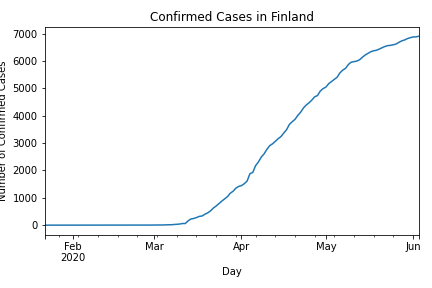 Confirmed Cases in Finland
7000
6000
5000
4000
3000
2000
1000
0
Number of Confirmed Cases
Feb Mar Apr May Jun
2020
Day